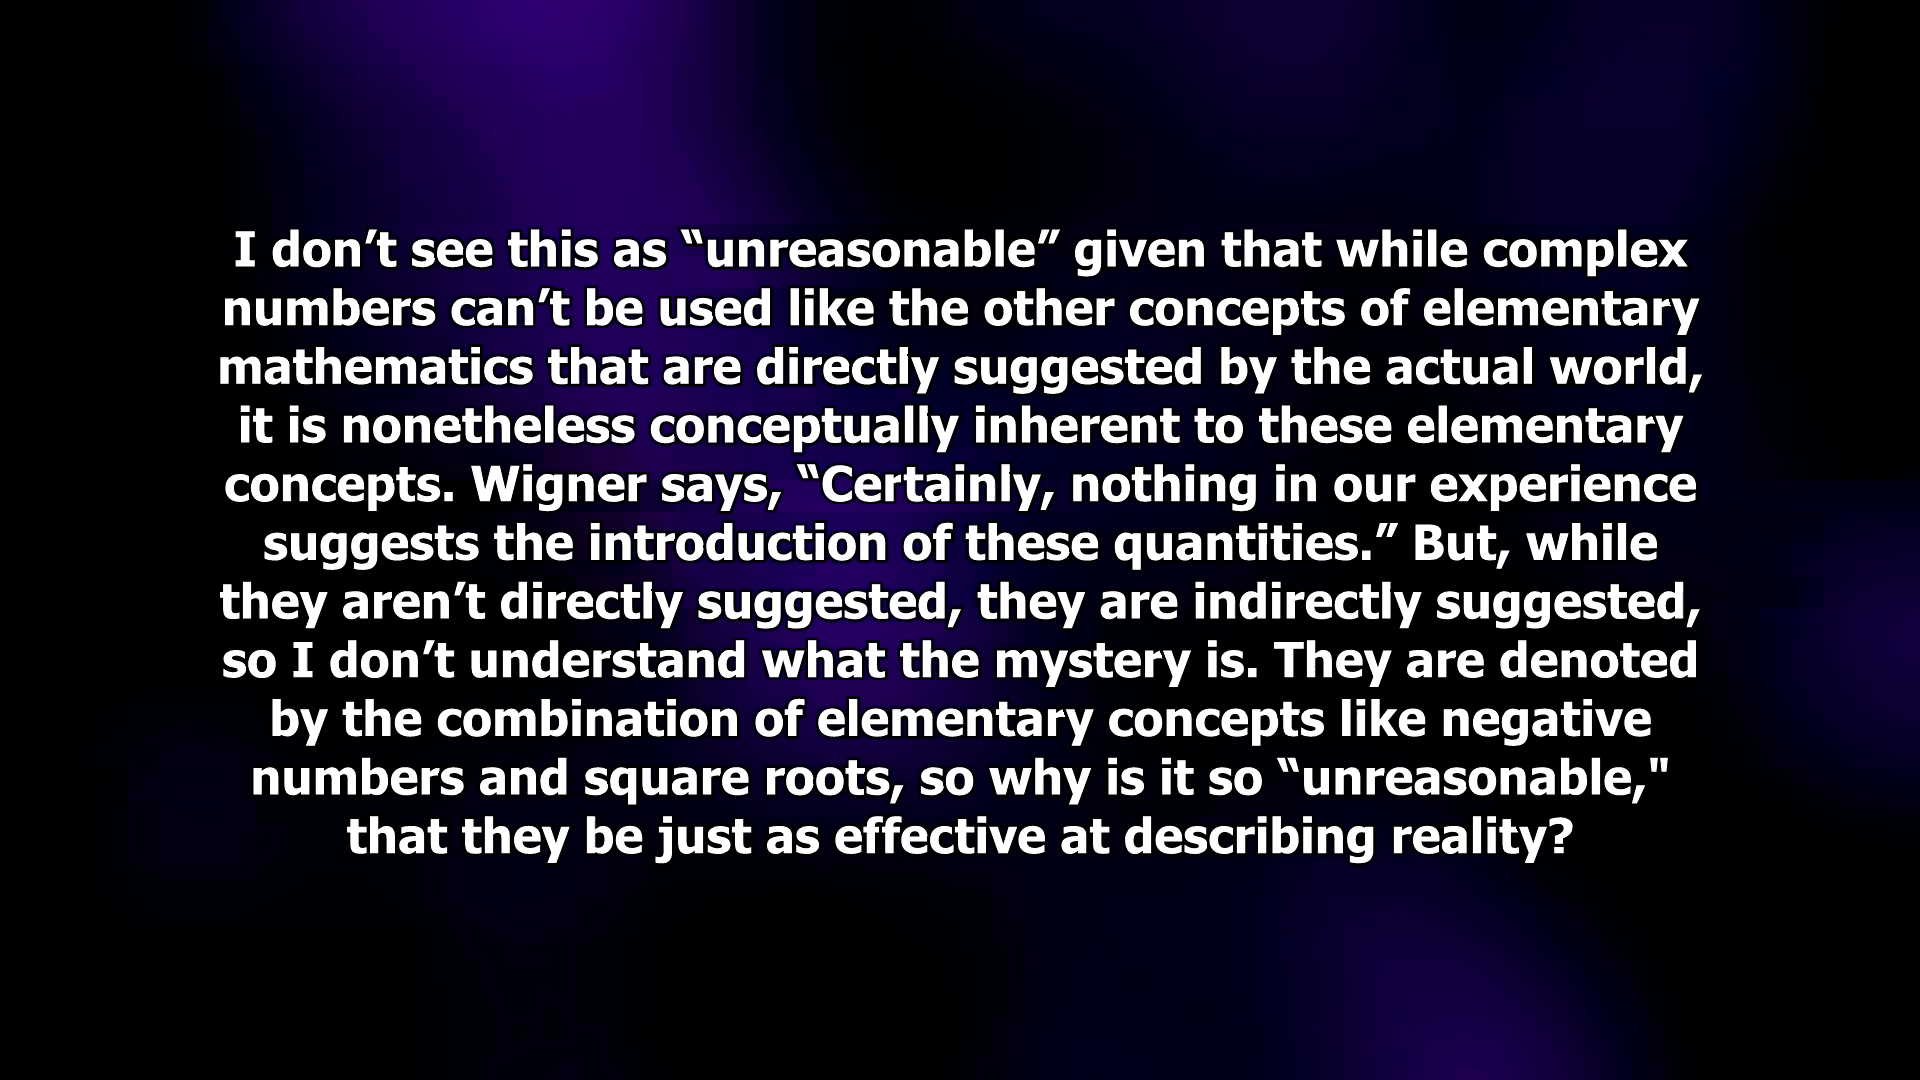 I don’t see this as “unreasonable” given that while complex
numbers can’t be used like the other concepts of elementary
mathematics that are directly suggested by the actual world,
it is nonetheless conceptually inherent to these elementary
concepts. Wigner says, “Certainly, nothing in our experience
suggests the introduction of these quantities.” But, while
they aren’t directly suggested, they are indirectly suggested,
so I don’t understand what the mystery is. They are denoted
by the combination of elementary concepts like negative
numbers and square roots, so why is it so “unreasonable,"
that they be just as effective at describing reality?